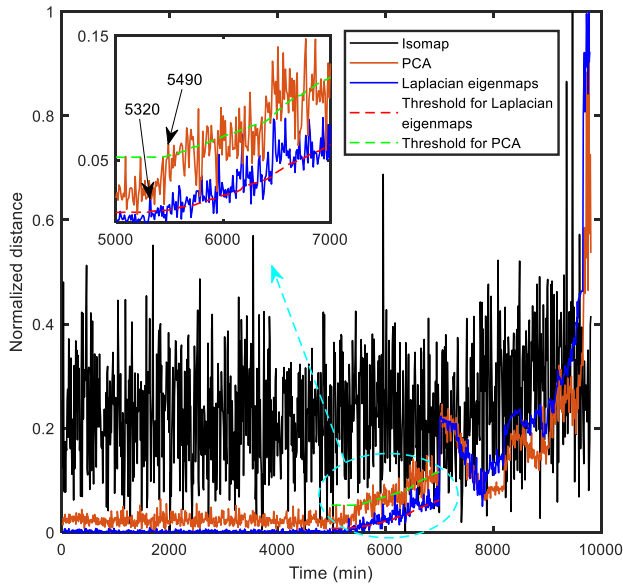 0.15
0.05
5000
6000
7000
5320
5490
Isomap
PCA
Laplacian eigenmaps
Threshold for Laplacian
eigenmaps
Threshold for PCA
Normalized distance
1
0.8
0.6
0.4
0.2
0
0
2000
4000
6000
8000
10000
Time (min)